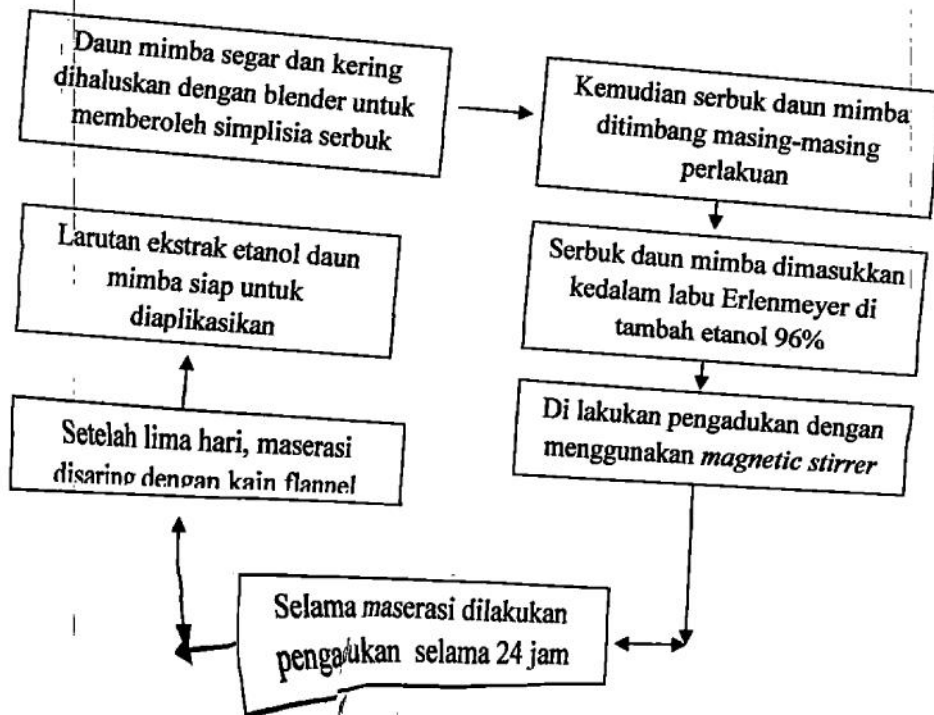 Daun mimba segar dan kering
dihaluskan dengan blender untuk
memberoleh simplisia serbuk
Kemudian serbuk daun mimba
ditimbang masing-masing
perlakuan
Serbuk daun mimba dimasukkan
kedalam labu Erlenmeyer di
tambah etanol 96%
Di lakukan pengadukan dengan
menggunakan magnetic stirrer
Selama maserasi dilakukan
pengadukan selama 24 jam
Setelah lima hari, maserasi
disaring dengan kain flannel
Larutan ekstrak etanol daun
mimba siap untuk
diaplikasikan